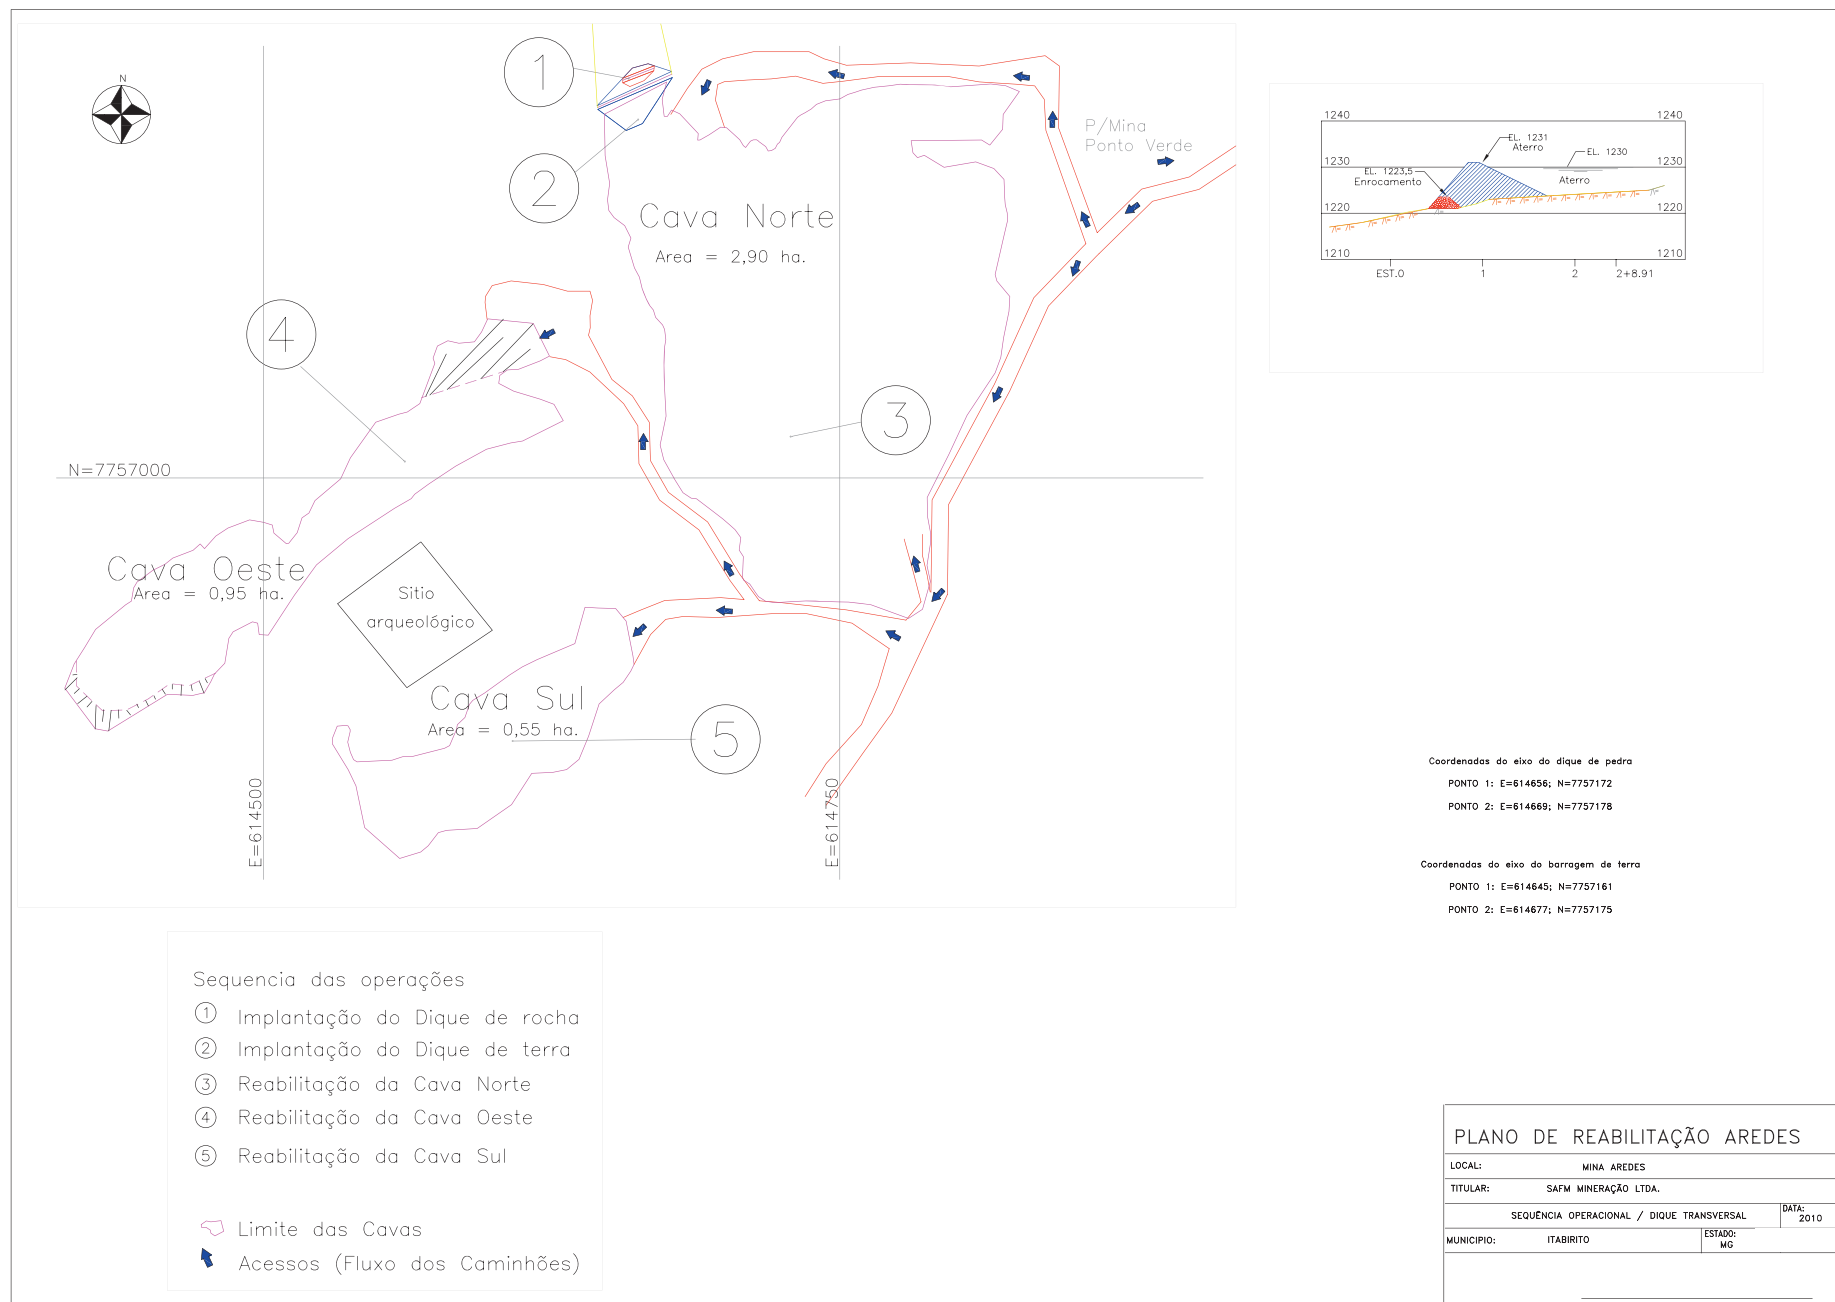 N
1
2
P/Mina
Ponto Verde
Cava Norte
Area = 2,90 ha.
4
3
N=7757000
Cava Oeste
Area = 0,95 ha.
Sitio
arqueológico
Cava Sul
Area = 0,55 ha.
5
E=614500
E=614750
1240 1240
EL. 1231
Aterro
EL. 1230
1230 1230
EL. 1223,5
Enrocamento
Aterro
1220 1220
1210 1210
EST.0 1 2 2+8.91
Coordenadas do eixo do dique de pedra
PONTO 1: E=614656; N=7757172
PONTO 2: E=614669; N=7757178
Coordenadas do eixo do barragem de terra
PONTO 1: E=614645; N=7757161
PONTO 2: E=614677; N=7757175
Sequencia das operações
1 Implantação do Dique de rocha
2 Implantação do Dique de terra
3 Reabilitação da Cava Norte
4 Reabilitação da Cava Oeste
5 Reabilitação da Cava Sul
Limite das Cavas
Acessos (Fluxo dos Caminhões)
PLANO DE REABILITAÇÃO AREDES
LOCAL: MINA AREDES
TITULAR: SAFM MINERAÇÃO LTDA.
SEQUÊNCIA OPERACIONAL / DIQUE TRANSVERSAL
DATA:
2010
MUNICIPIO: ITABIRITO
ESTADO:
MG